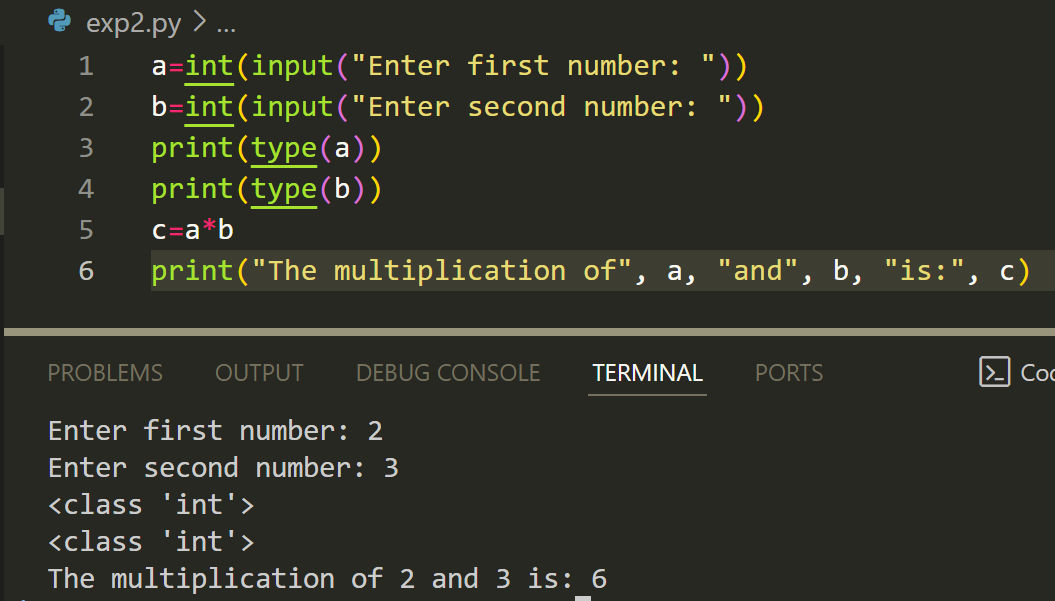 exp2.py > ...
1 a=int(input("Enter first number: "))
2 b=int(input("Enter second number: "))
3 print(type(a))
4 print(type(b))
5 c=a*b
6 print("The multiplication of", a, "and", b, "is:", c)
PROBLEMS OUTPUT DEBUG CONSOLE TERMINAL PORTS
Enter first number: 2
Enter second number: 3
<class 'int'>
<class 'int'>
The multiplication of 2 and 3 is: 6